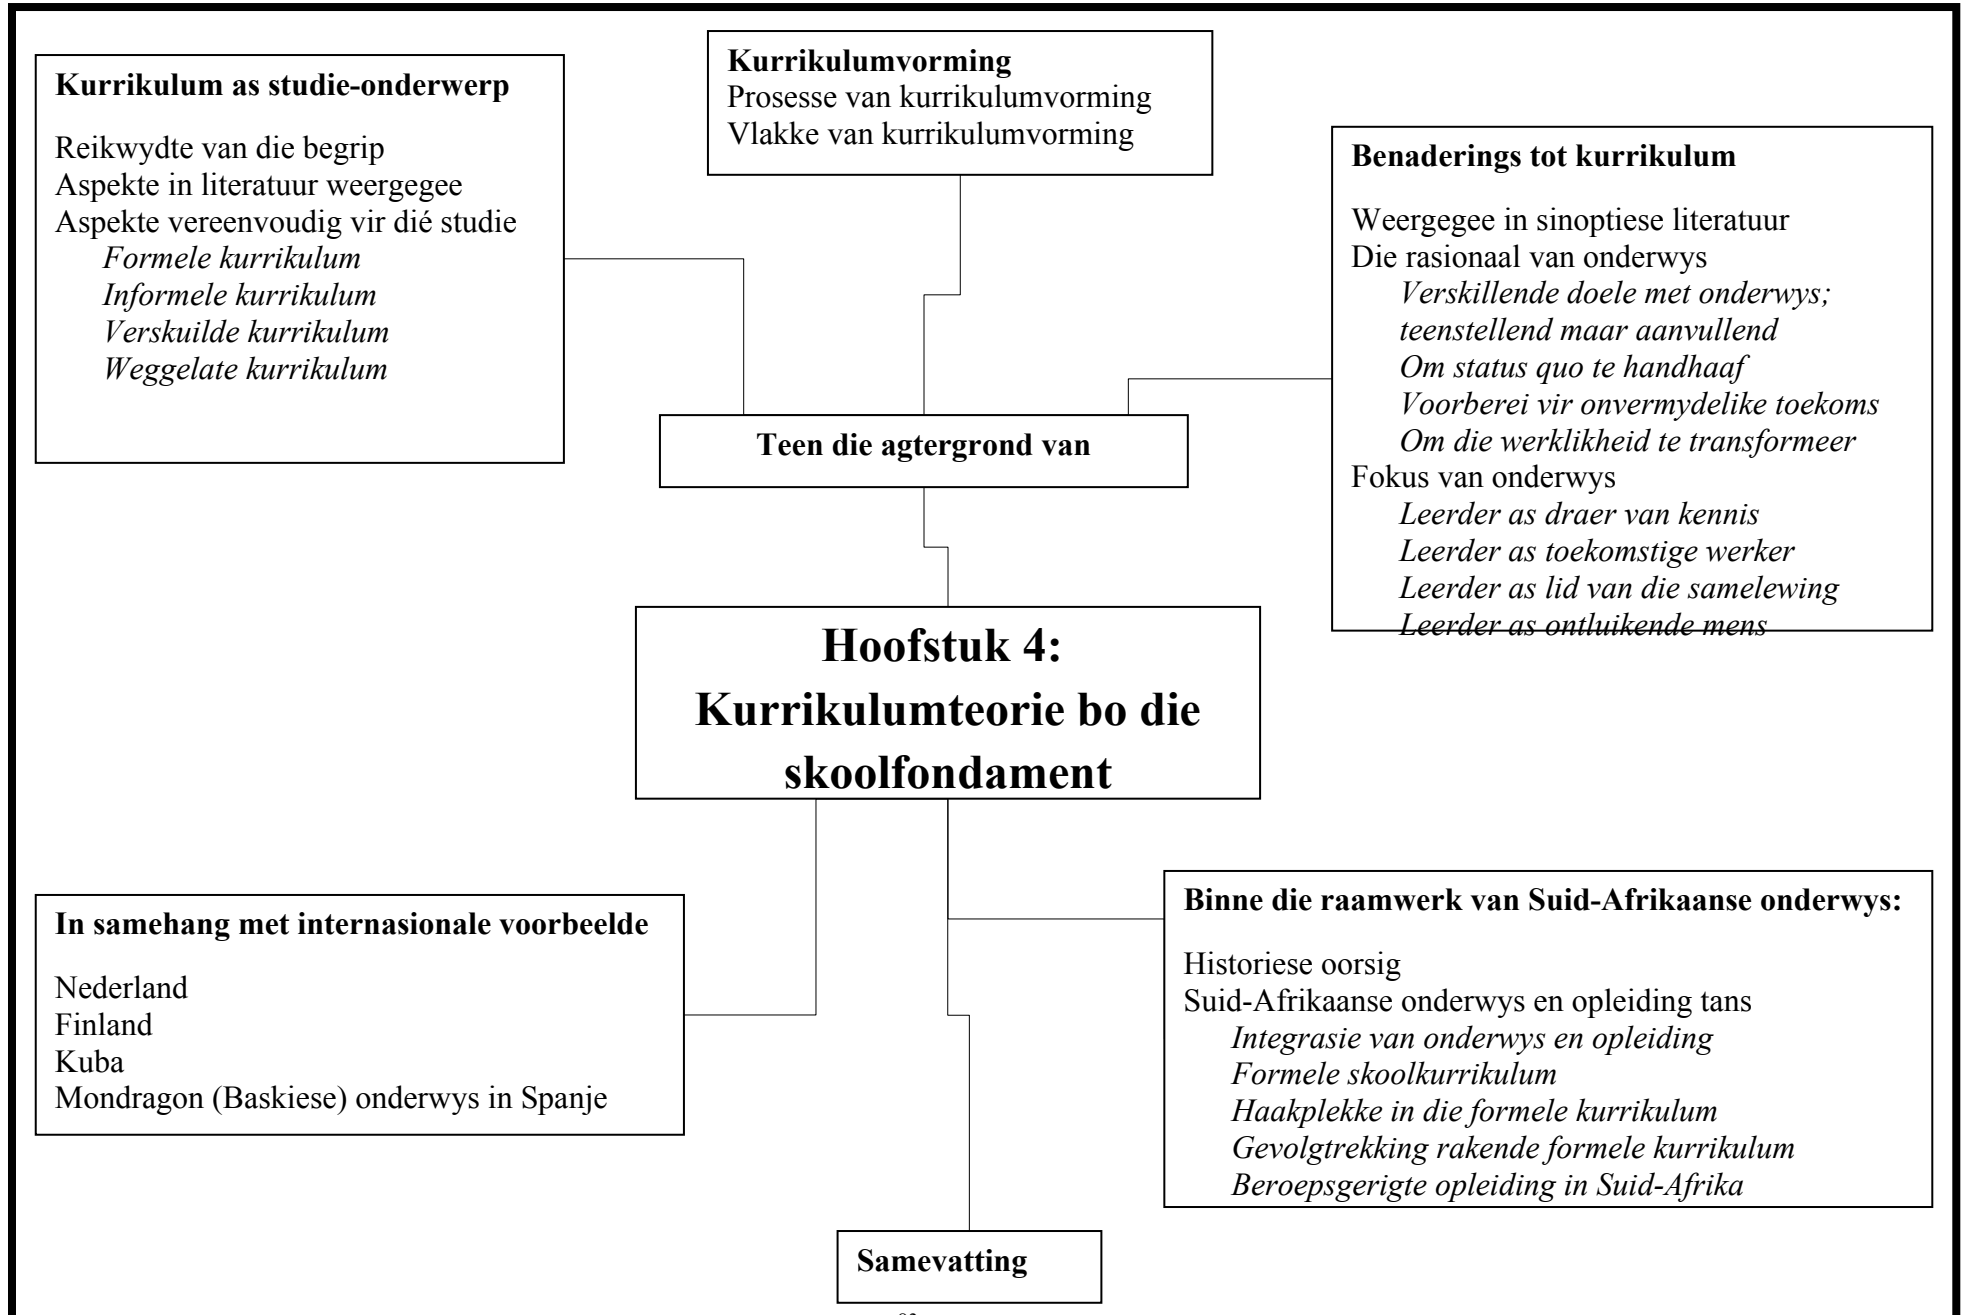 Kurrikulum as studie-onderwerp
Reikwydte van die begrip
Aspekte in literatuur weergegee
Aspekte vereenvoudig vir dié studie
Formele kurrikulum
Informele kurrikulum
Verskuilde kurrikulum
Weggelate kurrikulum
Kurrikulumvorming
Prosesse van kurrikulumvorming
Vlakke van kurrikulumvorming
Benaderings tot kurrikulum
Weergegee in sinoptiese literatuur
Die rasionaal van onderwys
Verskillende doele met onderwys;
teenstellend maar aanvullend
Om status quo te handhaaf
Voorberei vir onvermydelike toekoms
Om die werklikheid te transformeer
Fokus van onderwys
Leerder as draer van kennis
Leerder as toekomstige werker
Leerder as lid van die samelewing
Leerder as ontluikende mens
Teen die agtergrond van
Hoofstuk 4:
Kurrikulumteorie bo die
skoolfondament
In samehang met internasionale voorbeelde
Nederland
Finland
Kuba
Mondragon (Baskiese) onderwys in Spanje
Binne die raamwerk van Suid-Afrikaanse onderwys:
Historiese oorsig
Suid-Afrikaanse onderwys en opleiding tans
Integrasie van onderwys en opleiding
Formele skoolkurrikulum
Haakplekke in die formele kurrikulum
Gevolgtrekking rakende formele kurrikulum
Beroepsgerigte opleiding in Suid-Afrika
Samevatting